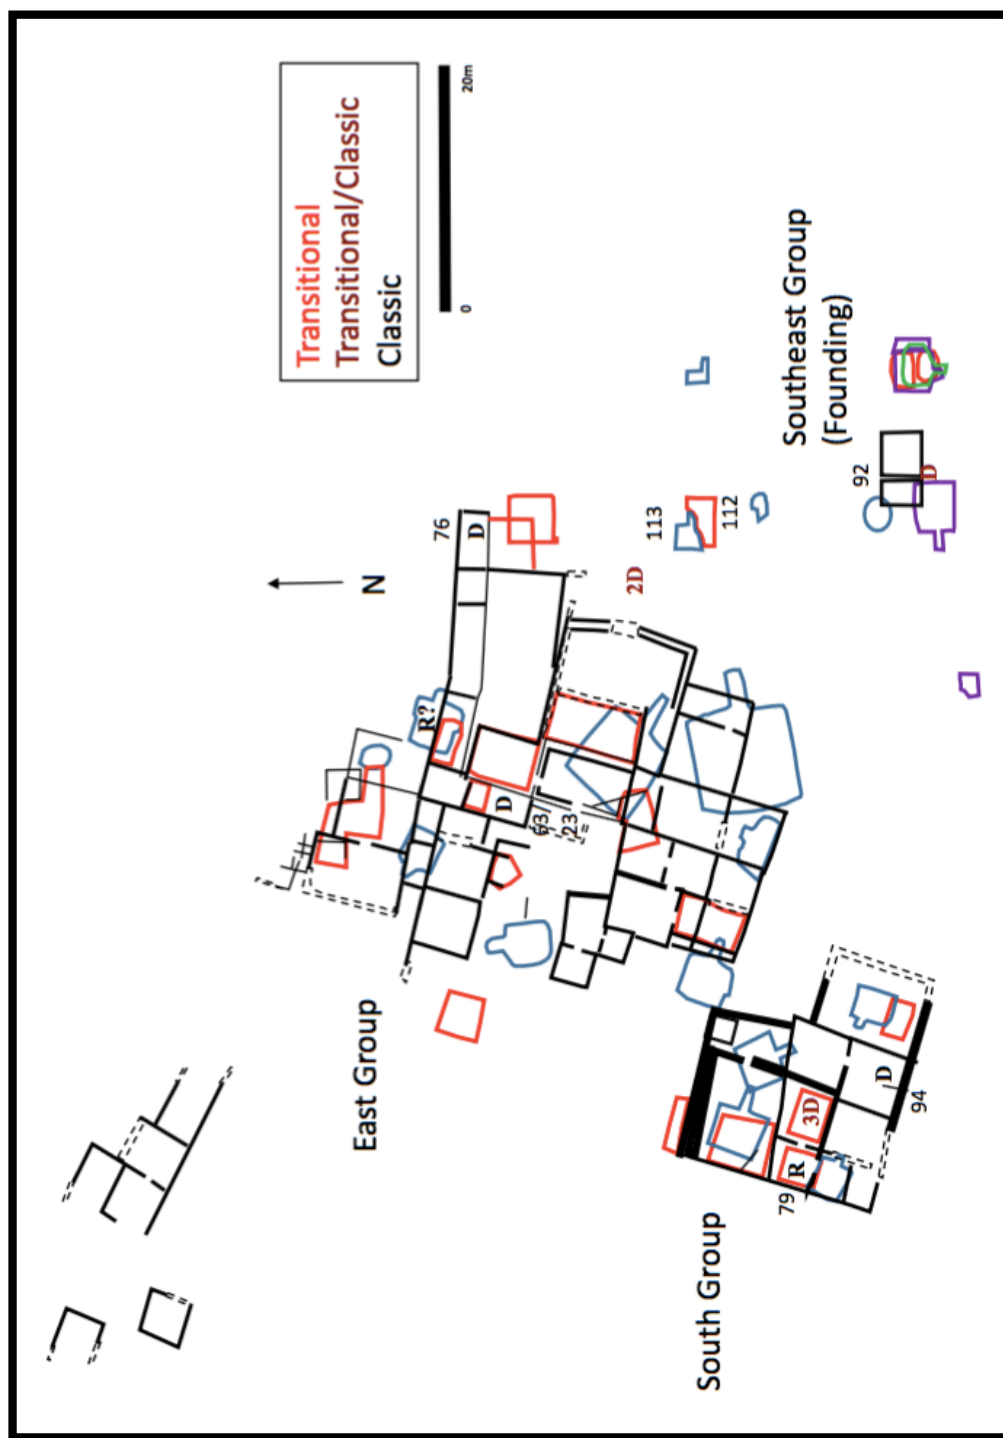 Transitional
Transitional/Classic
Classic
0
20m
N
East Group
R?
76
D
D
63/
23
2D
113
112
South Group
Southeast Group
(Founding)
79
R
3D
92
D
D
94